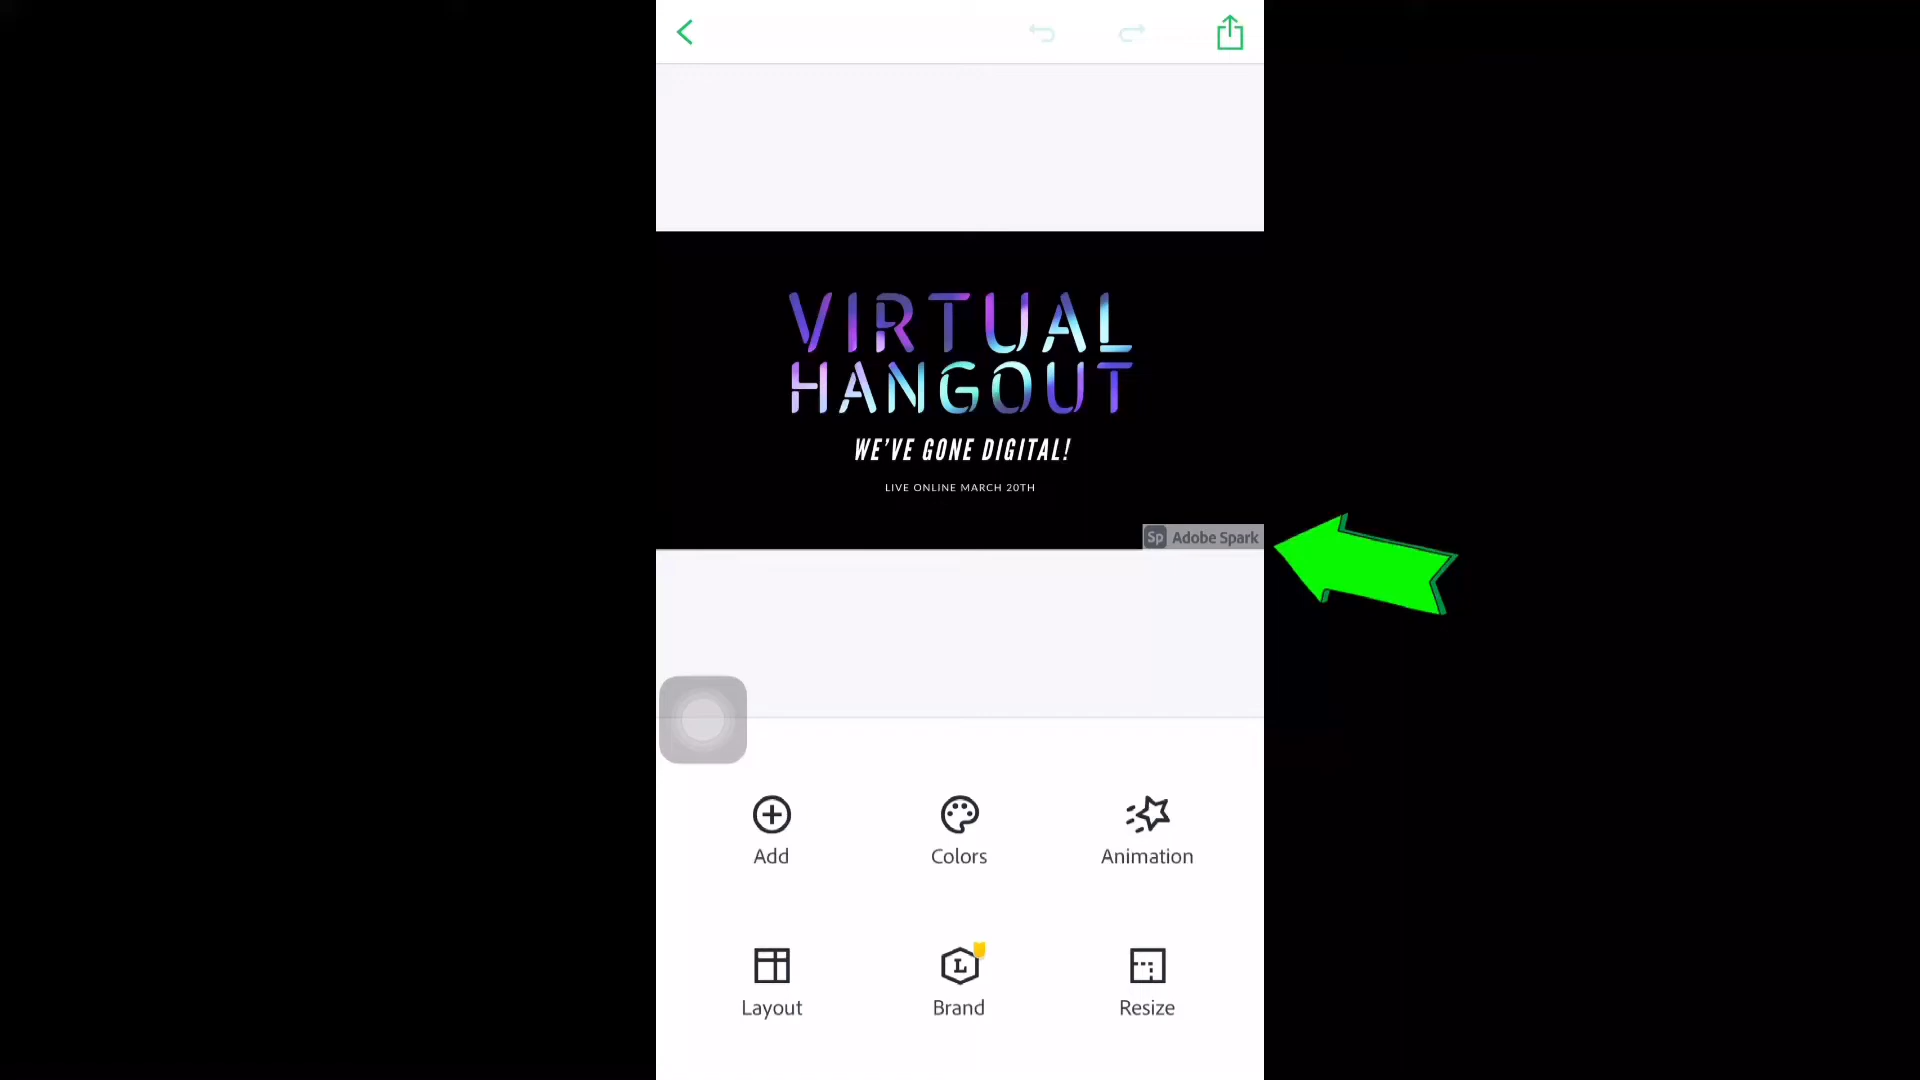 VIRTUAL
HANGOUT
WE'VE GONE DIGITAL!
LIVE ONLINE MARCH 20TH
Sp Adobe Spark
Add
Colors
Animation
L
Layout
Brand
Resize